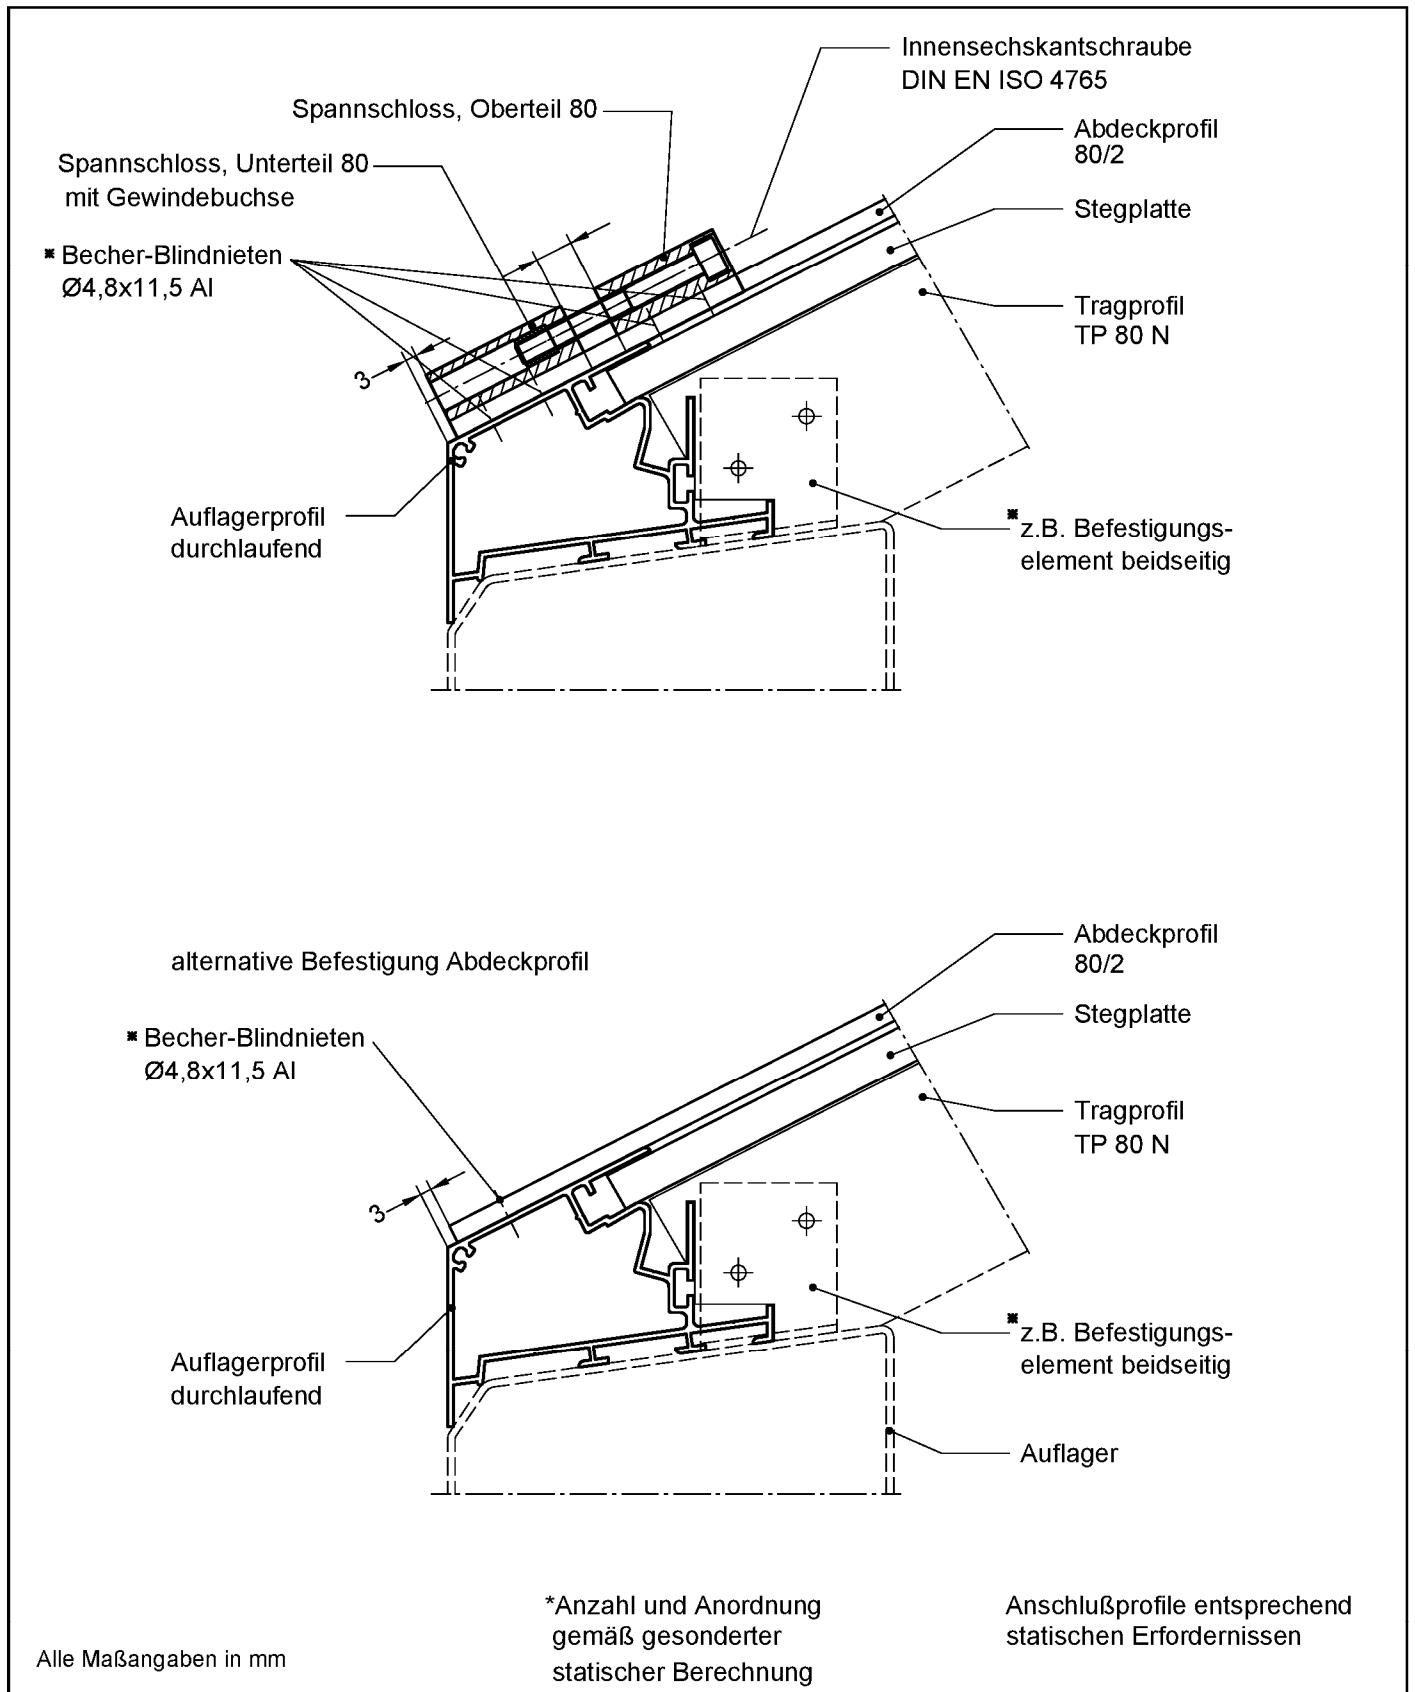 Innensechskantschraube
DIN EN ISO 4765
Spannschloss, Oberteil 80
Abdeckprofil
80/2
Spannschloss, Unterteil 80
mit Gewindebuchse
Stegplatte
* Becher-Blindnieten
Ø4,8x11,5 Al
Tragprofil
TP 80 N
3
Auflagerprofil
durchlaufend
* z.B. Befestigungs-
element beidseitig
alternative Befestigung Abdeckprofil
Abdeckprofil
80/2
Stegplatte
* Becher-Blindnieten
Ø4,8x11,5 Al
Tragprofil
TP 80 N
3
Auflagerprofil
durchlaufend
* z.B. Befestigungs-
element beidseitig
Auflager
*Anzahl und Anordnung
gemäß gesonderter
statischer Berechnung
Anschlußprofile entsprechend
statischen Erfordernissen
Alle Maßangaben in mm